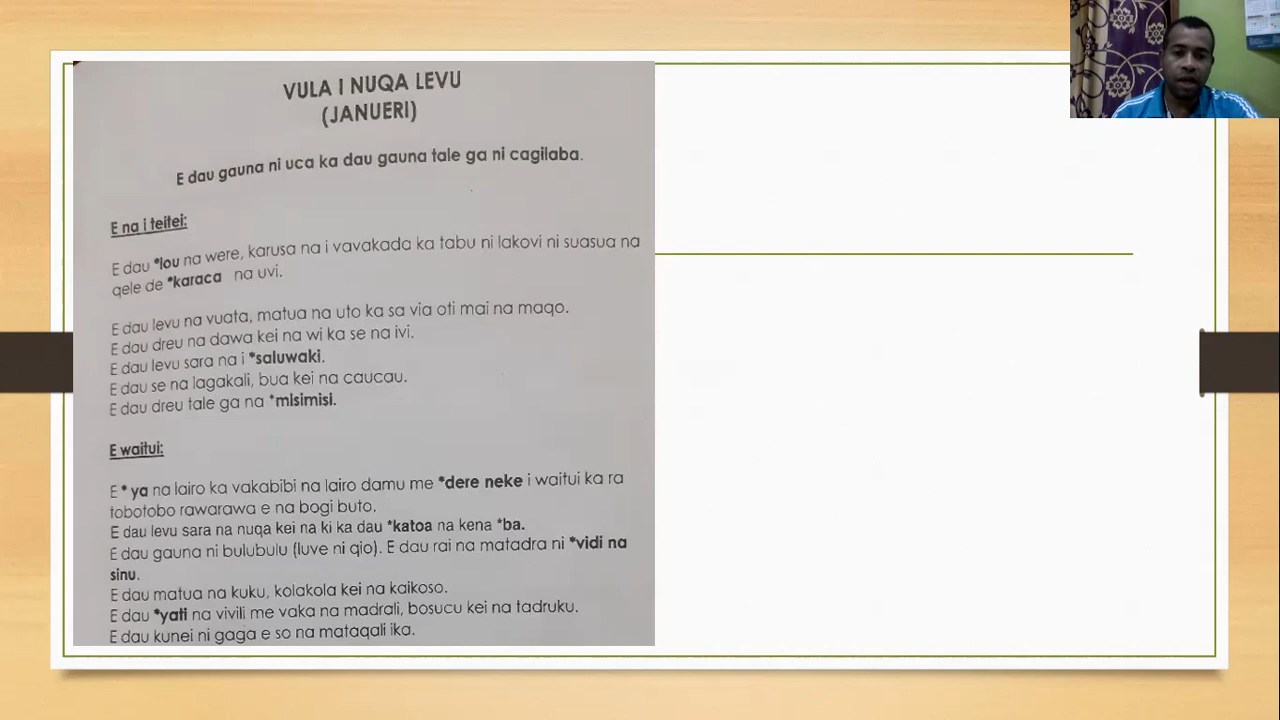 VULA I NUQA LEVU
(JANUERI)
E dau gauna ni uca ka dau gauna tale ga ni cagilaba.
E na i teitei:
E dau *lou na were, karusa na i vavakada ka tabu ni lakovi ni suasua na
qele de *karaca na uvi.
E dau levu na vuata, matua na uto ka sa via oti mai na maqo.
E dau dreu na dawa kei na wi ka se na ivi.
E dau levu sara na i *saluwaki.
E dau se na lagakali, bua kei na caucau.
E dau dreu tale ga na *misimisi.
E waitui:
E * ya na lairo ka vakabibi na lairo damu me *dere neke i waitui ka ra
tobotobo rawarawa e na bogi buto.
E dau levu sara na nuqa kei na ki ka dau *katoa na kena *ba.
E dau gauna ni bulubulu (luve ni qio). E dau rai na matadra ni *vidi na
sinu.
E dau matua na kuku, kolakola kei na kaikoso.
E dau *yati na vivili me vaka na madrali, bosucu kei na tadruku.
E dau kunei ni gaga e so na mataqali ika.